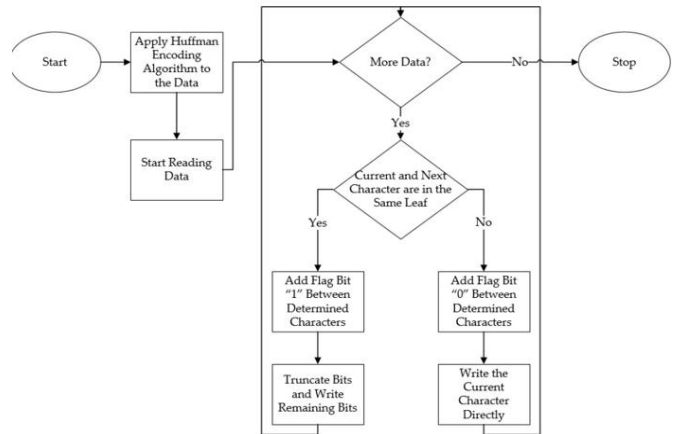 Start
Apply Huffman
Encoding
Algorithm to
the Data
Start Reading
Data
More Data?
No
Stop
Yes
Current and Next
Character are in the
Same Leaf
Yes
No
Add Flag Bit
"1" Between
Determined
Characters
Add Flag Bit
"0" Between
Determined
Characters
Truncate Bits
and Write
Remaining Bits
Write the
Current
Character
Directly